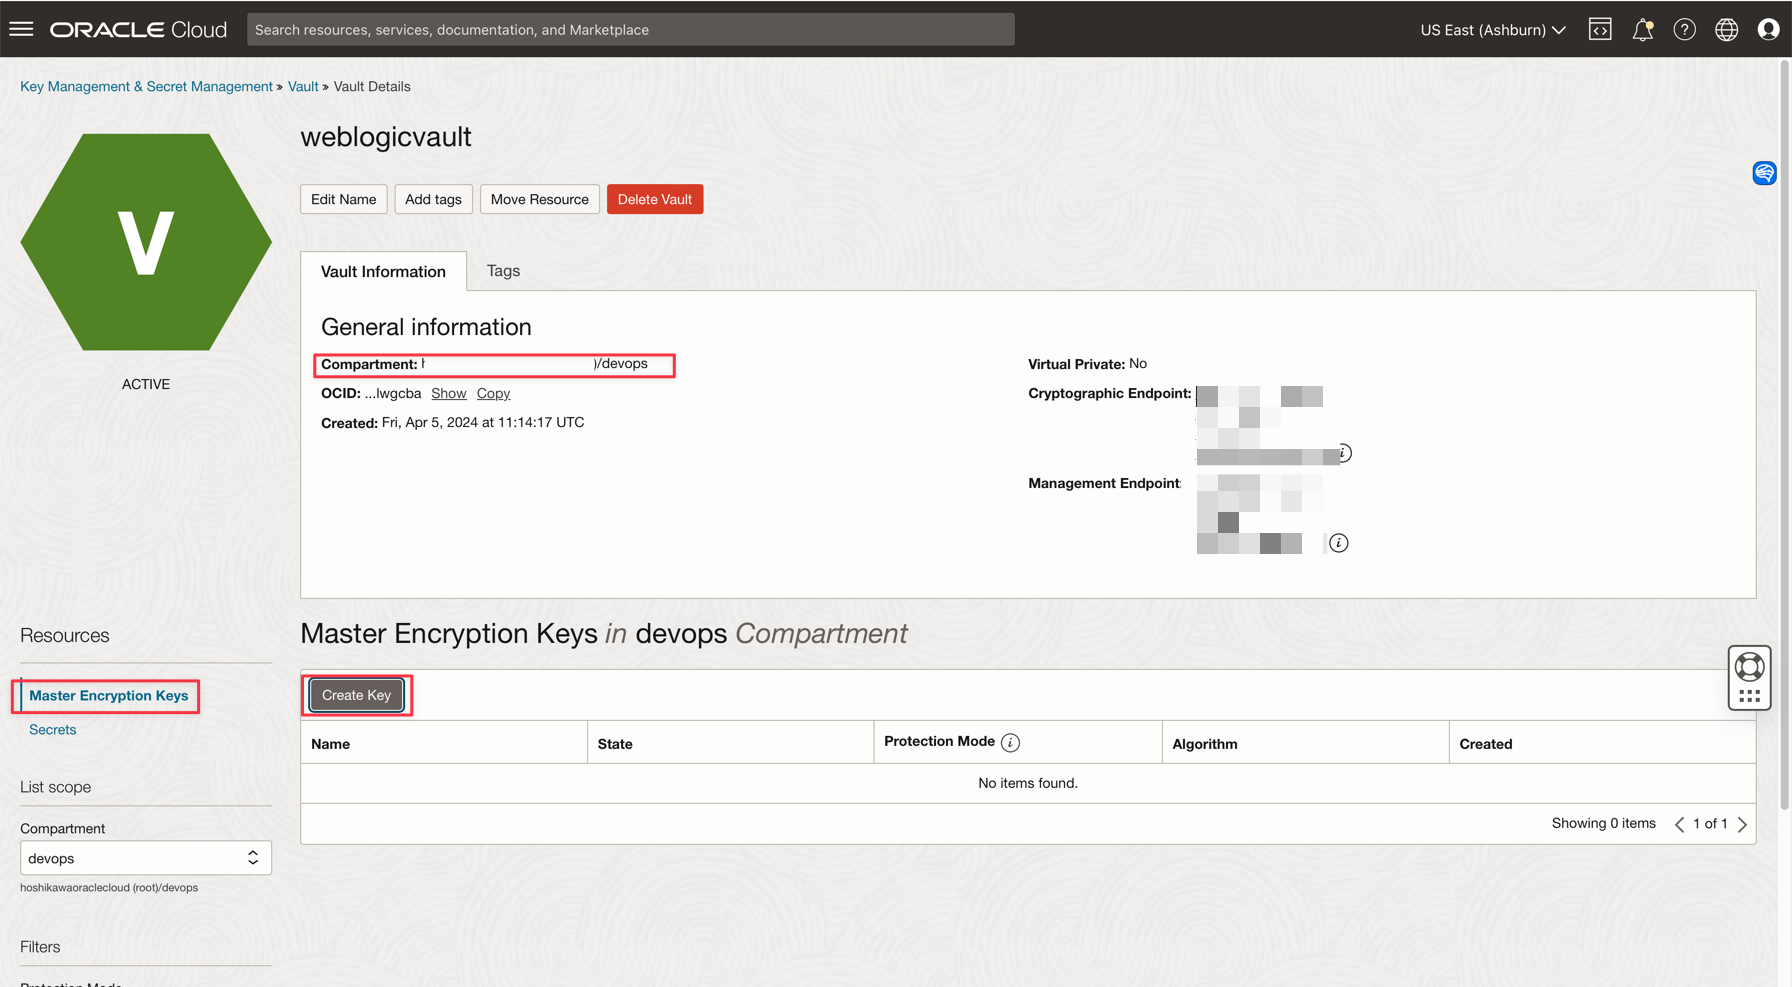 ORACLE Cloud
Search resources, services, documentation, and Marketplace
US East (Ashburn)
Key Management & Secret Management » Vault » Vault Details
V
ACTIVE
weblogicvault
Edit Name
Add tags
Move Resource
Delete Vault
Vault Information
Tags
General information
Compartment: )/devops
OCID: ...lwgcba Show Copy
Created: Fri, Apr 5, 2024 at 11:14:17 UTC
Virtual Private: No
Cryptographic Endpoint:
Management Endpoint:
Resources
Master Encryption Keys
Secrets
List scope
Compartment
devops
hoshikawaoraclecloud (root)/devops
Filters
Protection Mode
Master Encryption Keys in devops Compartment
Create Key
Name State Protection Mode Algorithm Created
No items found.
Showing 0 items 1 of 1